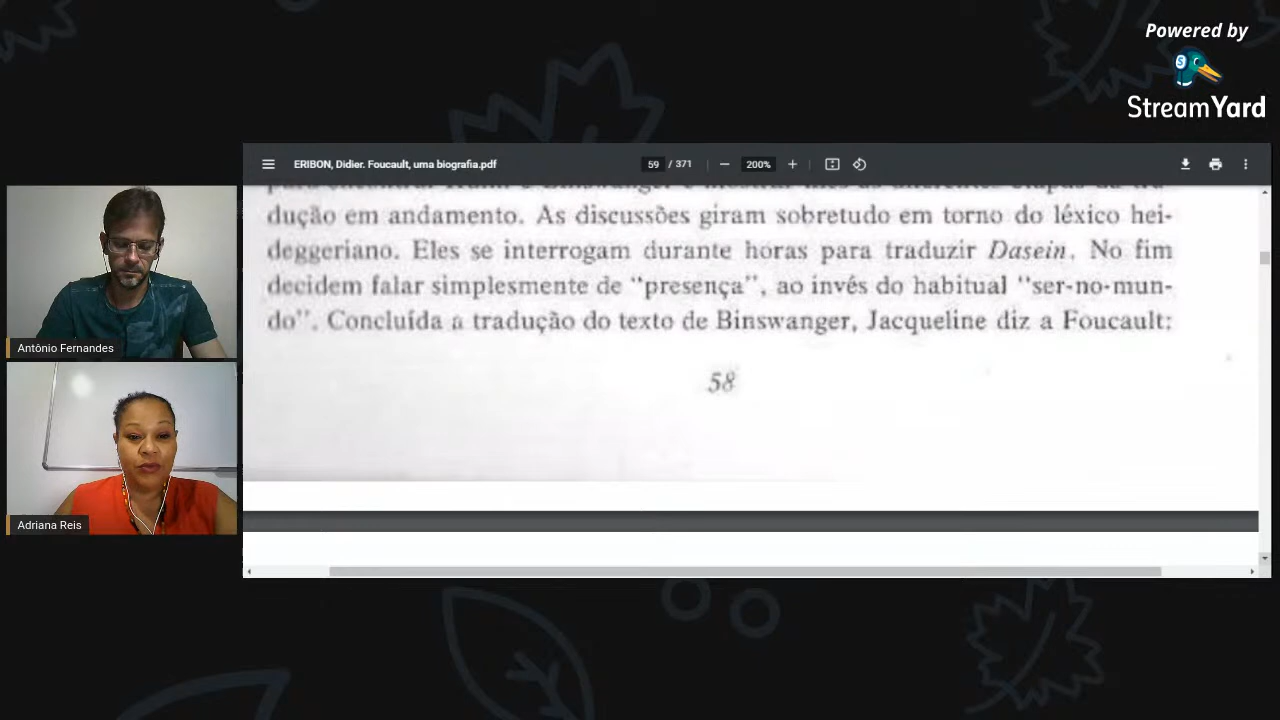 Powered by
StreamYard
ERIBON, Didier. Foucault, uma biografia.pdf
59 / 371
200%
dução em andamento. As discussões giram sobretudo em torno do léxico hei-
deggeriano. Eles se interrogam durante horas para traduzir Dasein. No fim
decidem falar simplesmente de "presença", ao invés do habitual "ser-no-mun-
do". Concluída a tradução do texto de Binswanger, Jacqueline diz a Foucault:
58
Antônio Fernandes
Adriana Reis